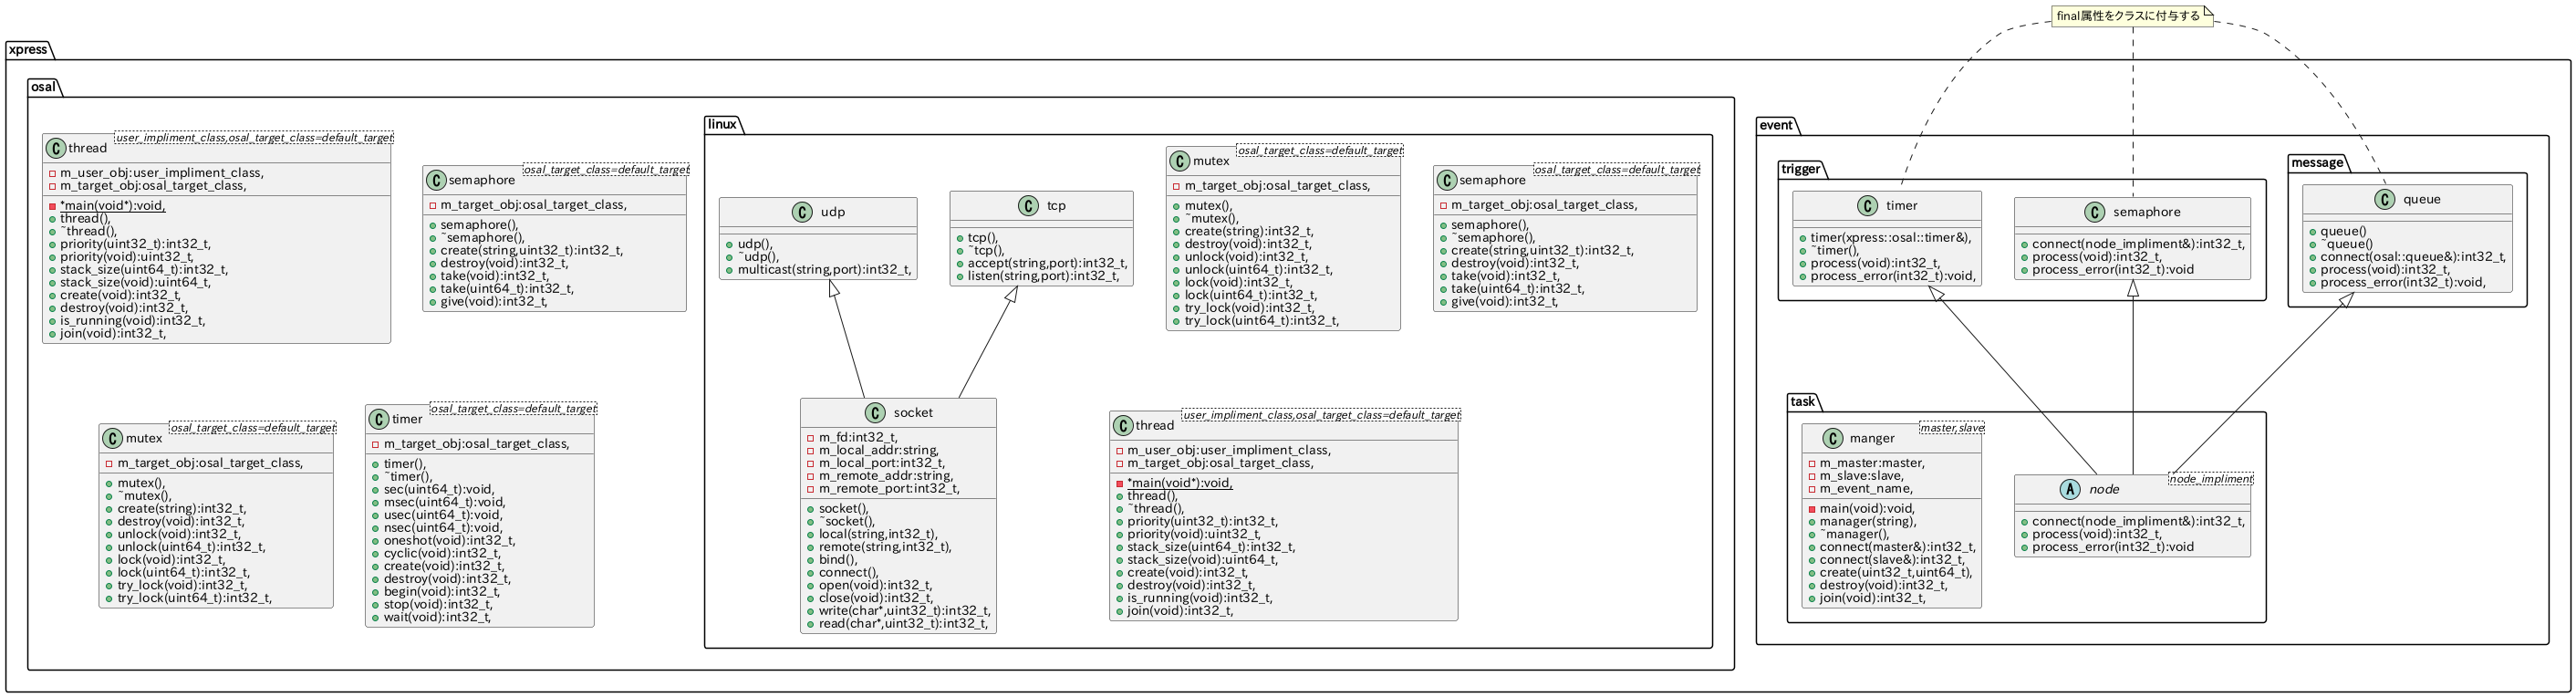 final属性をクラスに付与する
xpress
osal
thread
user_impliment_class,osal_target_class=default_target
m_user_obj:user_impliment_class,
m_target_obj:osal_target_class,
*main(void*):void,
thread(),
~thread(),
priority(uint32_t):int32_t,
priority(void):uint32_t,
stack_size(uint64_t):int32_t,
stack_size(void):uint64_t,
create(void):int32_t,
destroy(void):int32_t,
is_running(void):int32_t,
join(void):int32_t,
semaphore
osal_target_class=default_target
m_target_obj:osal_target_class,
semaphore(),
~semaphore(),
create(string,uint32_t):int32_t,
destroy(void):int32_t,
take(void):int32_t,
take(uint64_t):int32_t,
give(void):int32_t,
mutex
osal_target_class=default_target
m_target_obj:osal_target_class,
mutex(),
~mutex(),
create(string):int32_t,
destroy(void):int32_t,
unlock(void):int32_t,
unlock(uint64_t):int32_t,
lock(void):int32_t,
lock(uint64_t):int32_t,
try_lock(void):int32_t,
try_lock(uint64_t):int32_t,
timer
osal_target_class=default_target
m_target_obj:osal_target_class,
timer(),
~timer(),
sec(uint64_t):void,
msec(uint64_t):void,
usec(uint64_t):void,
nsec(uint64_t):void,
oneshot(void):int32_t,
cyclic(void):int32_t,
create(void):int32_t,
destroy(void):int32_t,
begin(void):int32_t,
stop(void):int32_t,
wait(void):int32_t,
linux
udp
udp(),
~udp(),
multicast(string,port):int32_t,
tcp
tcp(),
~tcp(),
accept(string,port):int32_t,
listen(string,port):int32_t,
mutex
osal_target_class=default_target
m_target_obj:osal_target_class,
mutex(),
~mutex(),
create(string):int32_t,
destroy(void):int32_t,
unlock(void):int32_t,
unlock(uint64_t):int32_t,
lock(void):int32_t,
lock(uint64_t):int32_t,
try_lock(void):int32_t,
try_lock(uint64_t):int32_t,
semaphore
osal_target_class=default_target
m_target_obj:osal_target_class,
semaphore(),
~semaphore(),
create(string,uint32_t):int32_t,
destroy(void):int32_t,
take(void):int32_t,
take(uint64_t):int32_t,
give(void):int32_t,
socket
m_fd:int32_t,
m_local_addr:string,
m_local_port:int32_t,
m_remote_addr:string,
m_remote_port:int32_t,
socket(),
~socket(),
local(string,int32_t),
remote(string,int32_t),
bind(),
connect(),
open(void):int32_t,
close(void):int32_t,
write(char*,uint32_t):int32_t,
read(char*,uint32_t):int32_t,
thread
user_impliment_class,osal_target_class=default_target
m_user_obj:user_impliment_class,
m_target_obj:osal_target_class,
*main(void*):void,
thread(),
~thread(),
priority(uint32_t):int32_t,
priority(void):uint32_t,
stack_size(uint64_t):int32_t,
stack_size(void):uint64_t,
create(void):int32_t,
destroy(void):int32_t,
is_running(void):int32_t,
join(void):int32_t,
event
trigger
timer
timer(xpress::osal::timer&),
~timer(),
process(void):int32_t,
process_error(int32_t):void,
semaphore
connect(node_impliment&):int32_t,
process(void):int32_t,
process_error(int32_t):void
message
queue
queue()
~queue()
connect(osal::queue&):int32_t,
process(void):int32_t,
process_error(int32_t):void,
task
manger
master,slave
m_master:master,
m_slave:slave,
m_event_name,
main(void):void,
manager(string),
~manager(),
connect(master&):int32_t,
connect(slave&):int32_t,
create(uint32_t,uint64_t),
destroy(void):int32_t,
join(void):int32_t,
node
node_impliment
connect(node_impliment&):int32_t,
process(void):int32_t,
process_error(int32_t):void